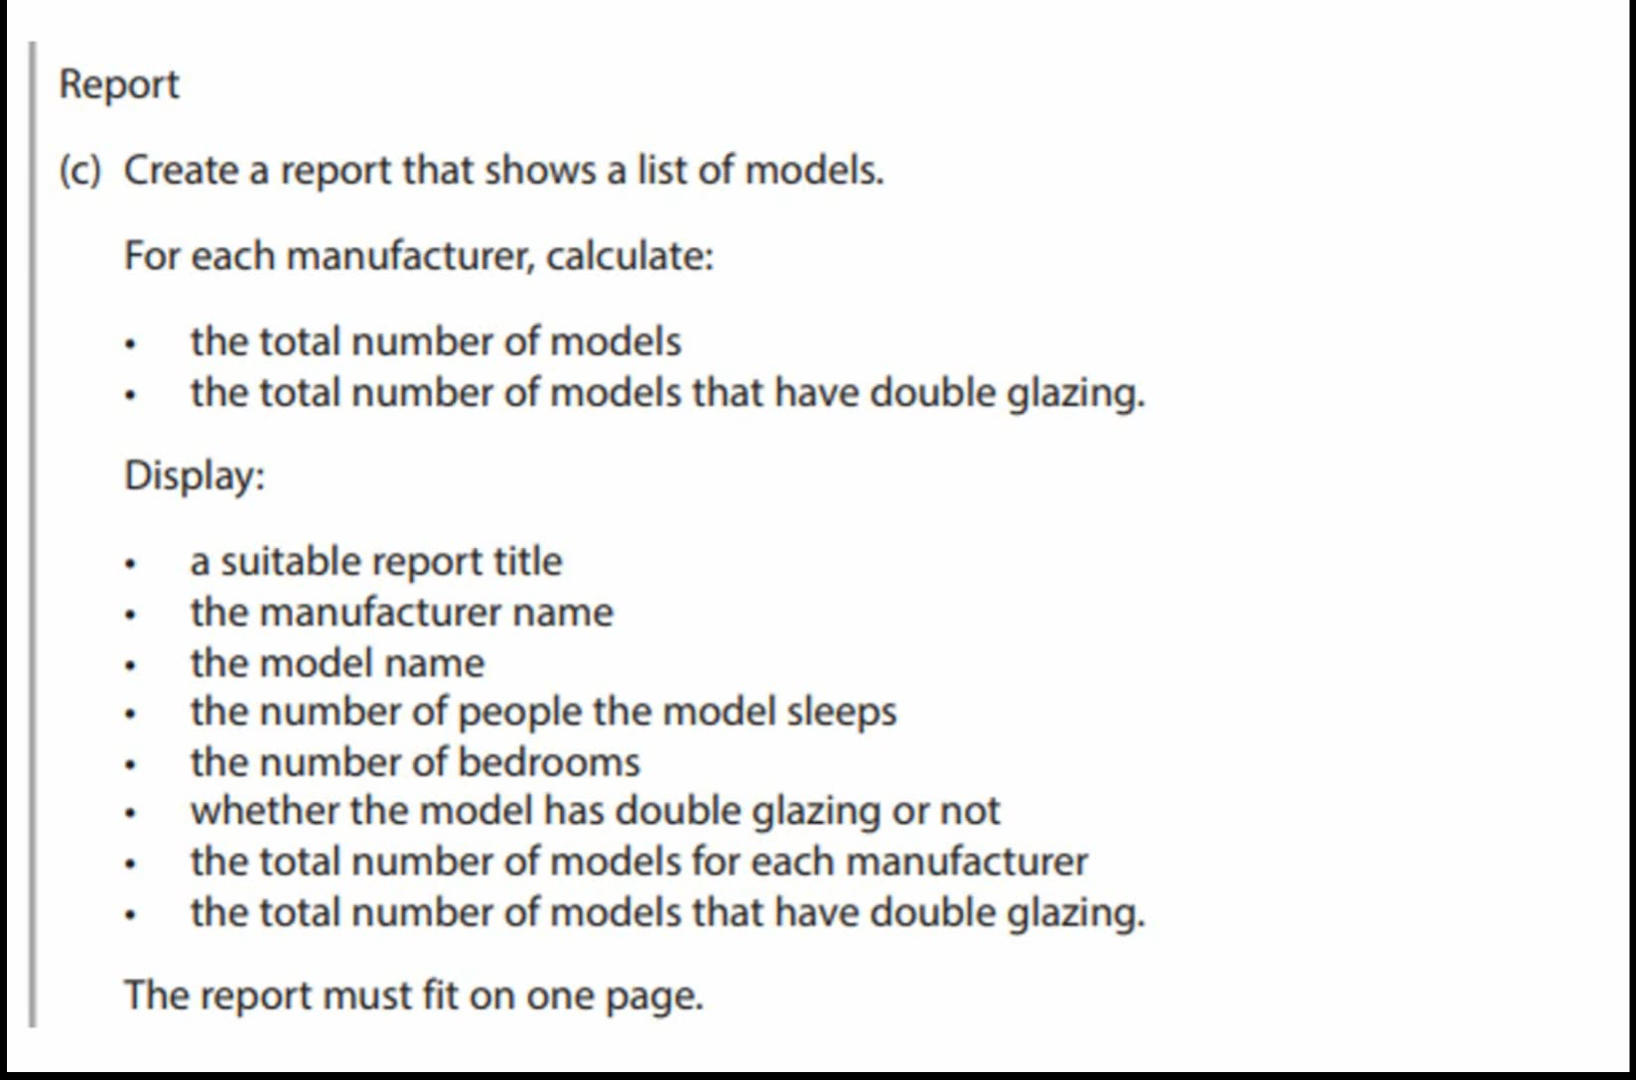 Report
(c) Create a report that shows a list of models.
For each manufacturer, calculate:
• the total number of models
• the total number of models that have double glazing.
Display:
• a suitable report title
• the manufacturer name
• the model name
• the number of people the model sleeps
• the number of bedrooms
• whether the model has double glazing or not
• the total number of models for each manufacturer
• the total number of models that have double glazing.
The report must fit on one page.